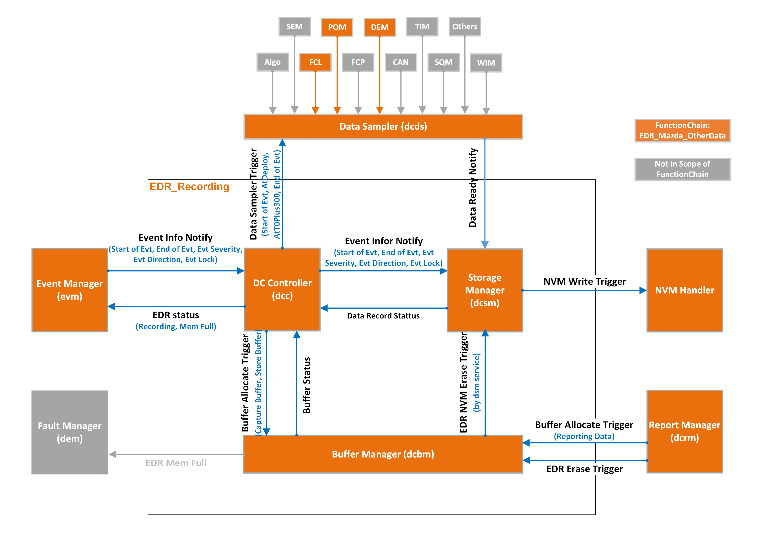 SEM
POM
DEM
TIM
Others
Algo
FCL
FCP
CAN
SQM
WIM
Data Sampler (dcds)
FunctionChain:
EDR_Mazda_OtherData
Not in Scope of
FunctionChain
EDR_Recording
Data Sampler Trigger
(Start of Evt, AtDeploy,
AtT0Plus300, End of Evt)
Data Ready Notify
Event Info Notify
(Start of Evt, End of Evt, Evt Severity,
Evt Direction, Evt Lock)
Event Infor Notify
(Start of Evt, End of Evt, Evt
Severity, Evt Direction, Evt Lock)
Event Manager
(evm)
DC Controller
(dcc)
Storage
Manager
(dcsm)
NVM Write Trigger
NVM Handler
EDR status
(Recording, Mem Full)
Data Record Stattus
Buffer Allocate Trigger
(Capture Buffer, Store Buffer)
Buffer Status
EDR NVM Erase Trigger
(by dsm service)
Fault Manager
(dem)
Buffer Allocate Trigger
(Reporting Data)
Report Manager
(dcrm)
Buffer Manager (dcbm)
EDR Mem Full
EDR Erase Trigger